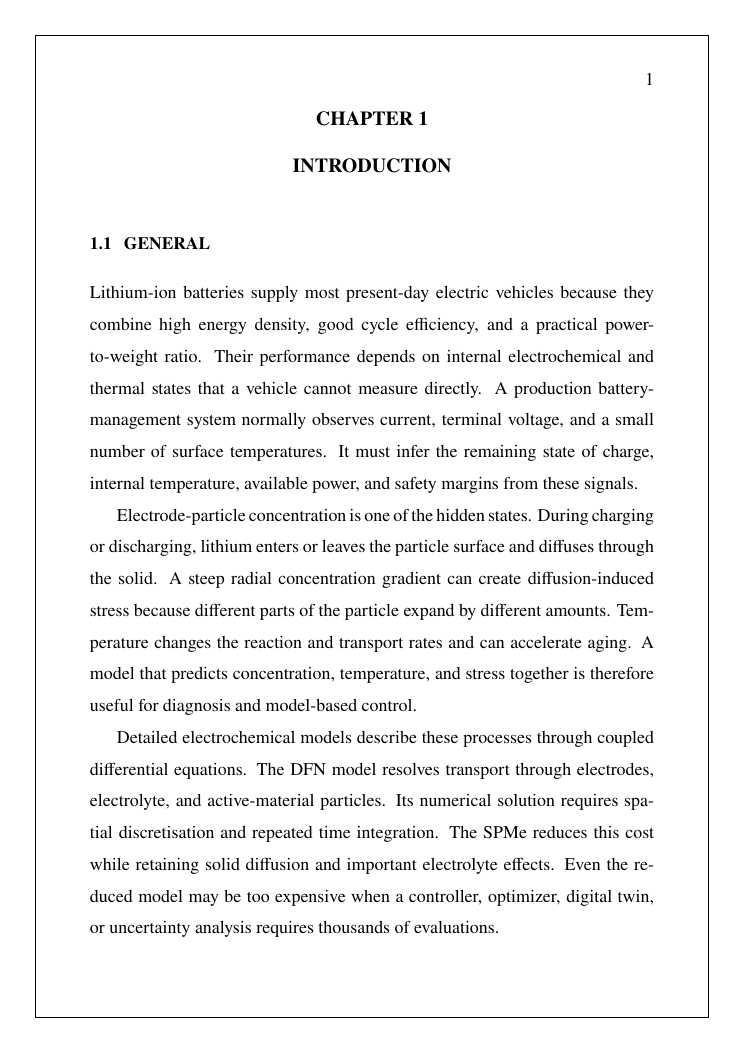 1
CHAPTER 1
INTRODUCTION
1.1 GENERAL
Lithium-ion batteries supply most present-day electric vehicles because they
combine high energy density, good cycle efficiency, and a practical power-
to-weight ratio. Their performance depends on internal electrochemical and
thermal states that a vehicle cannot measure directly. A production battery-
management system normally observes current, terminal voltage, and a small
number of surface temperatures. It must infer the remaining state of charge,
internal temperature, available power, and safety margins from these signals.
Electrode-particle concentration is one of the hidden states. During charging
or discharging, lithium enters or leaves the particle surface and diffuses through
the solid. A steep radial concentration gradient can create diffusion-induced
stress because different parts of the particle expand by different amounts. Tem-
perature changes the reaction and transport rates and can accelerate aging. A
model that predicts concentration, temperature, and stress together is therefore
useful for diagnosis and model-based control.
Detailed electrochemical models describe these processes through coupled
differential equations. The DFN model resolves transport through electrodes,
electrolyte, and active-material particles. Its numerical solution requires spa-
tial discretisation and repeated time integration. The SPMe reduces this cost
while retaining solid diffusion and important electrolyte effects. Even the re-
duced model may be too expensive when a controller, optimizer, digital twin,
or uncertainty analysis requires thousands of evaluations.